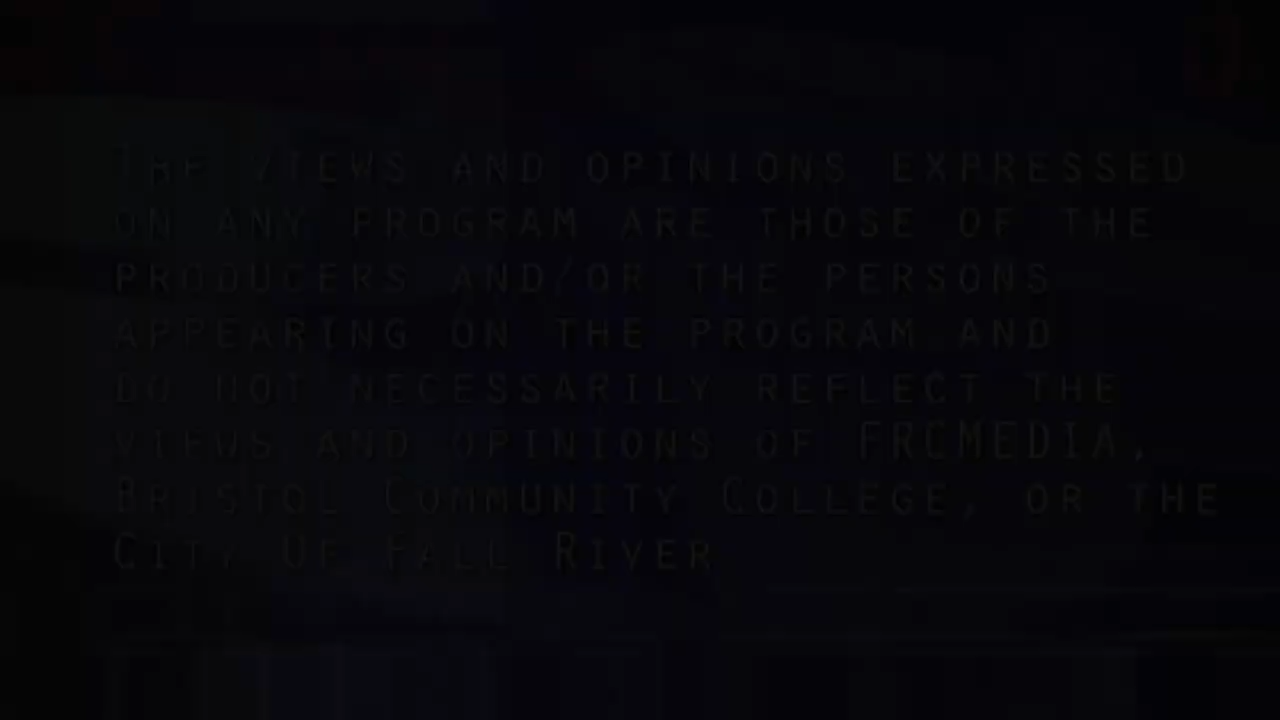 The views and opinions expressed
on any program are those of the
producers and/or the persons
appearing on the program and
do not necessarily reflect the
views and opinions of FRCMEDIA,
Bristol Community College, or the
City Of Fall River